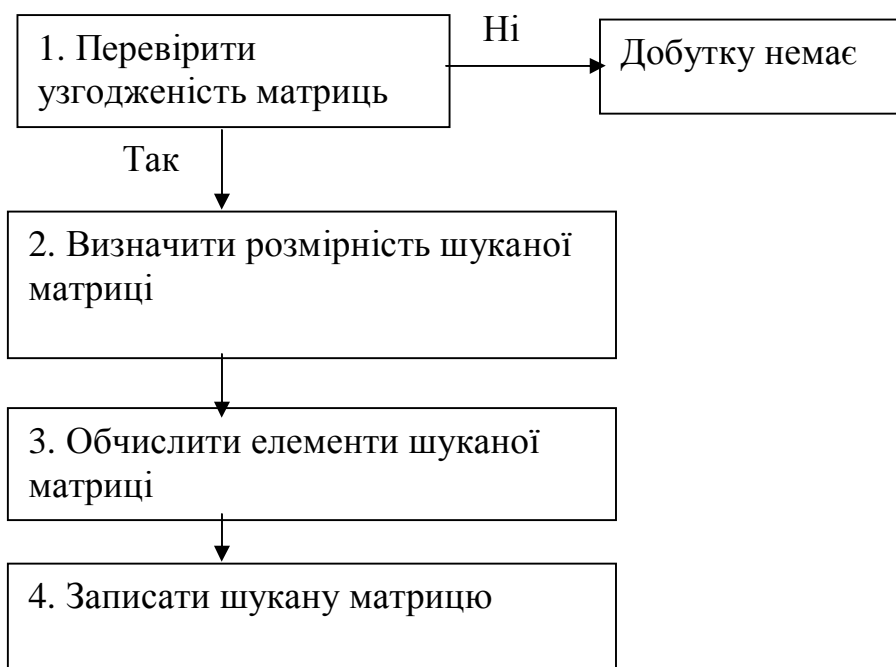 1. Перевірити
узгодженість матриць
Ні
Добутку немає
Так
2. Визначити розмірність шуканої
матриці
3. Обчислити елементи шуканої
матриці
4. Записати шукану матрицю